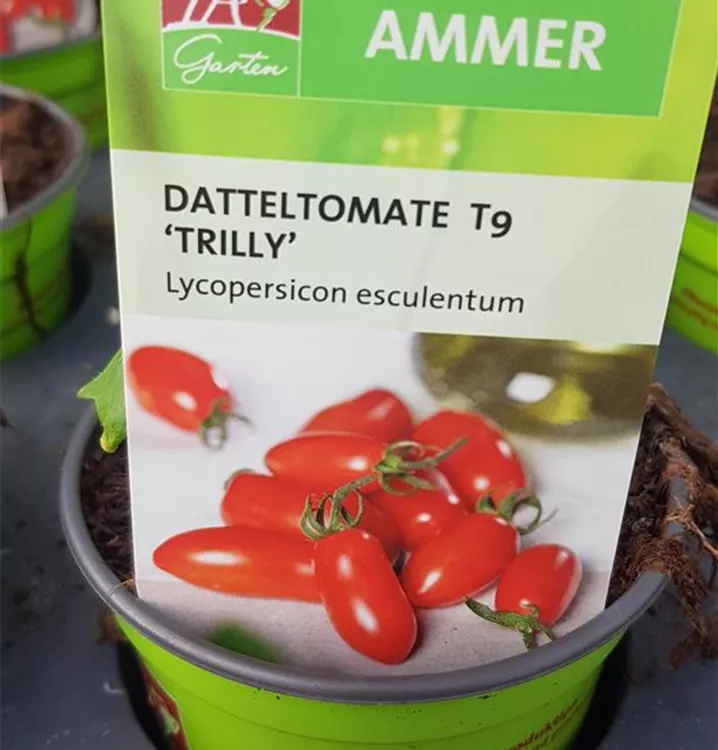 Garten
AMMER
DATTELTOMATE T9
‘TRILLY’
Lycopersicon esculentum